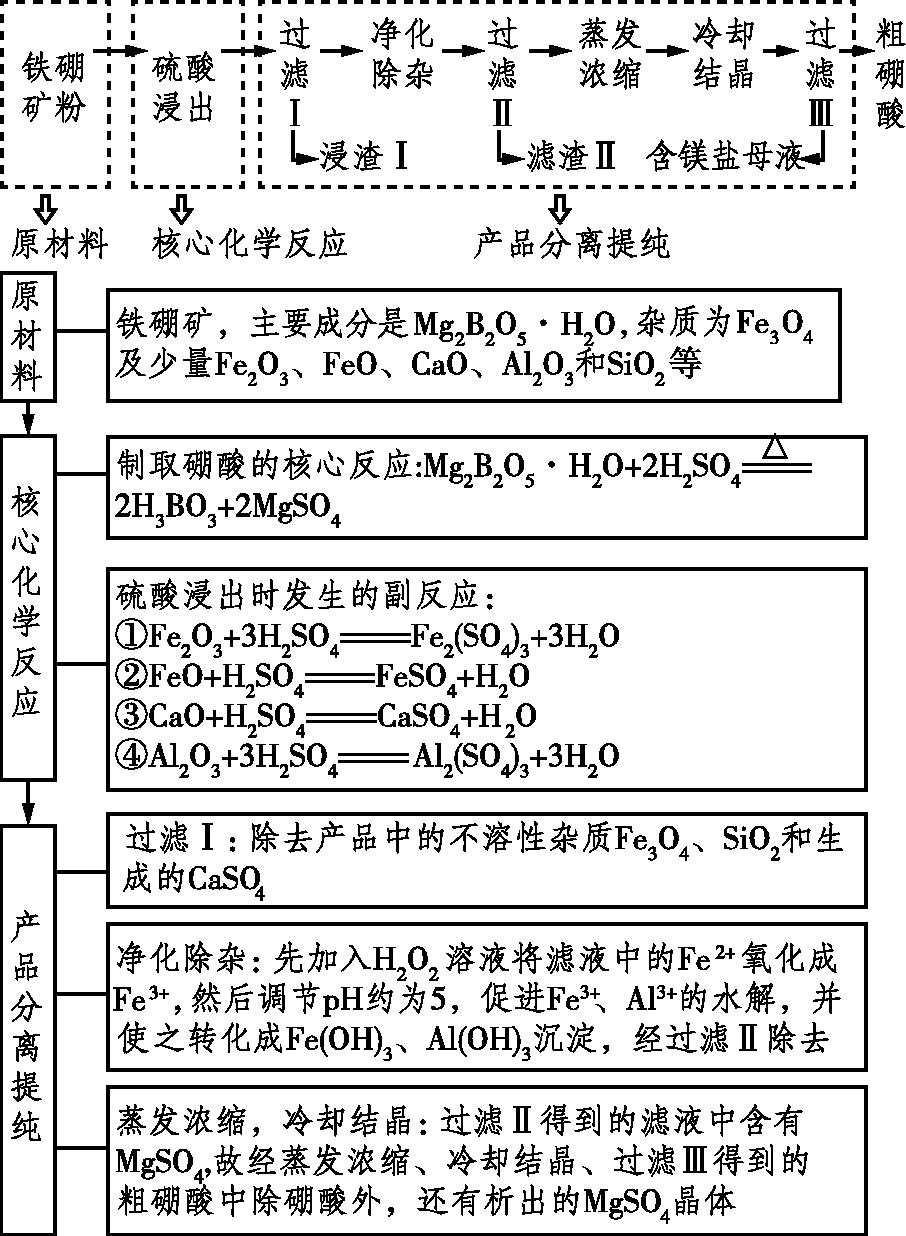 铁硼矿粉
硫酸浸出
过滤Ⅰ
净化除杂
过滤Ⅱ
蒸发浓缩
冷却结晶
过滤Ⅲ
粗硼酸
浸渣Ⅰ
滤渣Ⅱ
含镁盐母液
原材料
核心化学反应
产品分离提纯
原材料
铁硼矿，主要成分是Mg₂B₂O₅·H₂O,杂质为Fe₃O₄
及少量Fe₂O₃、FeO、CaO、Al₂O₃和SiO₂等
核心化学反应
制取硼酸的核心反应:Mg₂B₂O₅·H₂O+2H₂SO₄══△
2H₃BO₃+2MgSO₄
硫酸浸出时发生的副反应：
①Fe₂O₃+3H₂SO₄══Fe₂(SO₄)₃+3H₂O
②FeO+H₂SO₄══FeSO₄+H₂O
③CaO+H₂SO₄══CaSO₄+H₂O
④Al₂O₃+3H₂SO₄══Al₂(SO₄)₃+3H₂O
产品分离提纯
过滤Ⅰ：除去产品中的不溶性杂质Fe₃O₄、SiO₂和生
成的CaSO₄
净化除杂：先加入H₂O₂溶液将滤液中的Fe²⁺氧化成
Fe³⁺,然后调节pH约为5，促进Fe³⁺、Al³⁺的水解，并
使之转化成Fe(OH)₃、Al(OH)₃沉淀，经过滤Ⅱ除去
蒸发浓缩，冷却结晶：过滤Ⅱ得到的滤液中含有
MgSO₄,故经蒸发浓缩、冷却结晶、过滤Ⅲ得到的
粗硼酸中除硼酸外，还有析出的MgSO₄晶体